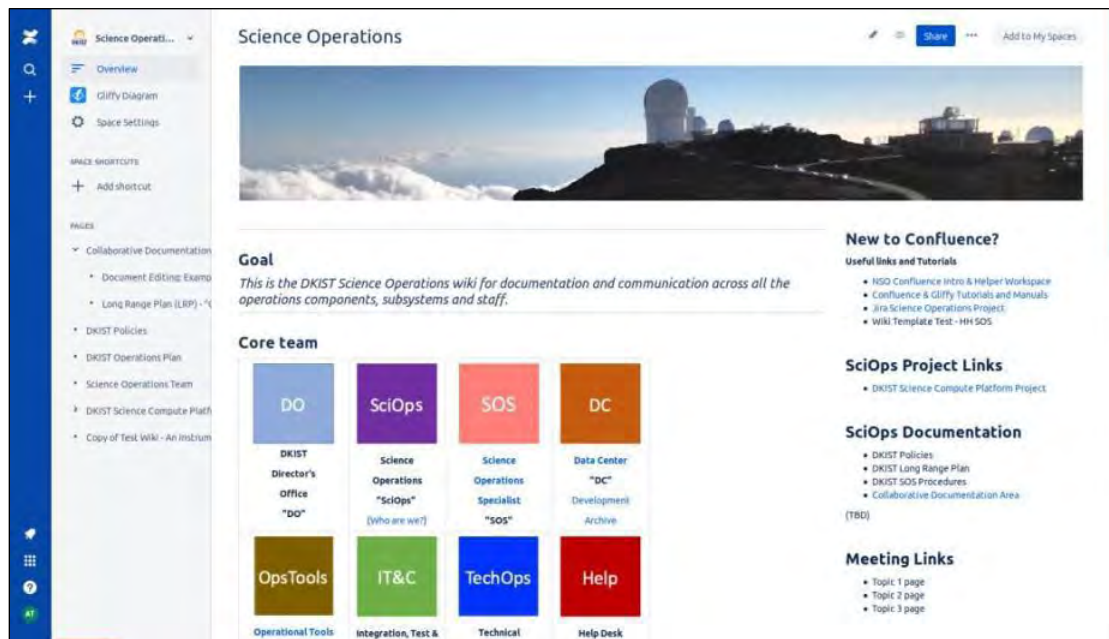 Science Operati...
Overview
Gliffy Diagram
Space Settings
SPACE SHORTCUTS
Add shortcut
PAGES
Collaborative Documentation
Document Editing: Examp
Long Range Plan (LRP) - "
DKIST Policies
DKIST Operations Plan
Science Operations Team
DKIST Science Compute Platf
Copy of Test Wiki - An Instrum
AT
Science Operations
Share
Add to My Spaces
Goal
This is the DKIST Science Operations wiki for documentation and communication across all the
operations components, subsystems and staff.
Core team
DO
SciOps
SOS
DC
DKIST
Director's
Office
"DO"
Science
Operations
"SciOps"
(Who are we?)
Science
Operations
Specialist
"SOS"
Data Center
"DC"
Development
Archive
OpsTools
IT&C
TechOps
Help
Operational Tools
Integration, Test &
Technical
Help Desk
New to Confluence?
Useful links and Tutorials
NSO Confluence Intro & Helper Workspace
Confluence & Gliffy Tutorials and Manuals
Jira Science Operations Project
Wiki Template Test - HH SOS
SciOps Project Links
DKIST Science Compute Platform Project
SciOps Documentation
DKIST Policies
DKIST Long Range Plan
DKIST SOS Procedures
Collaborative Documentation Area
(TBD)
Meeting Links
Topic 1 page
Topic 2 page
Topic 3 page